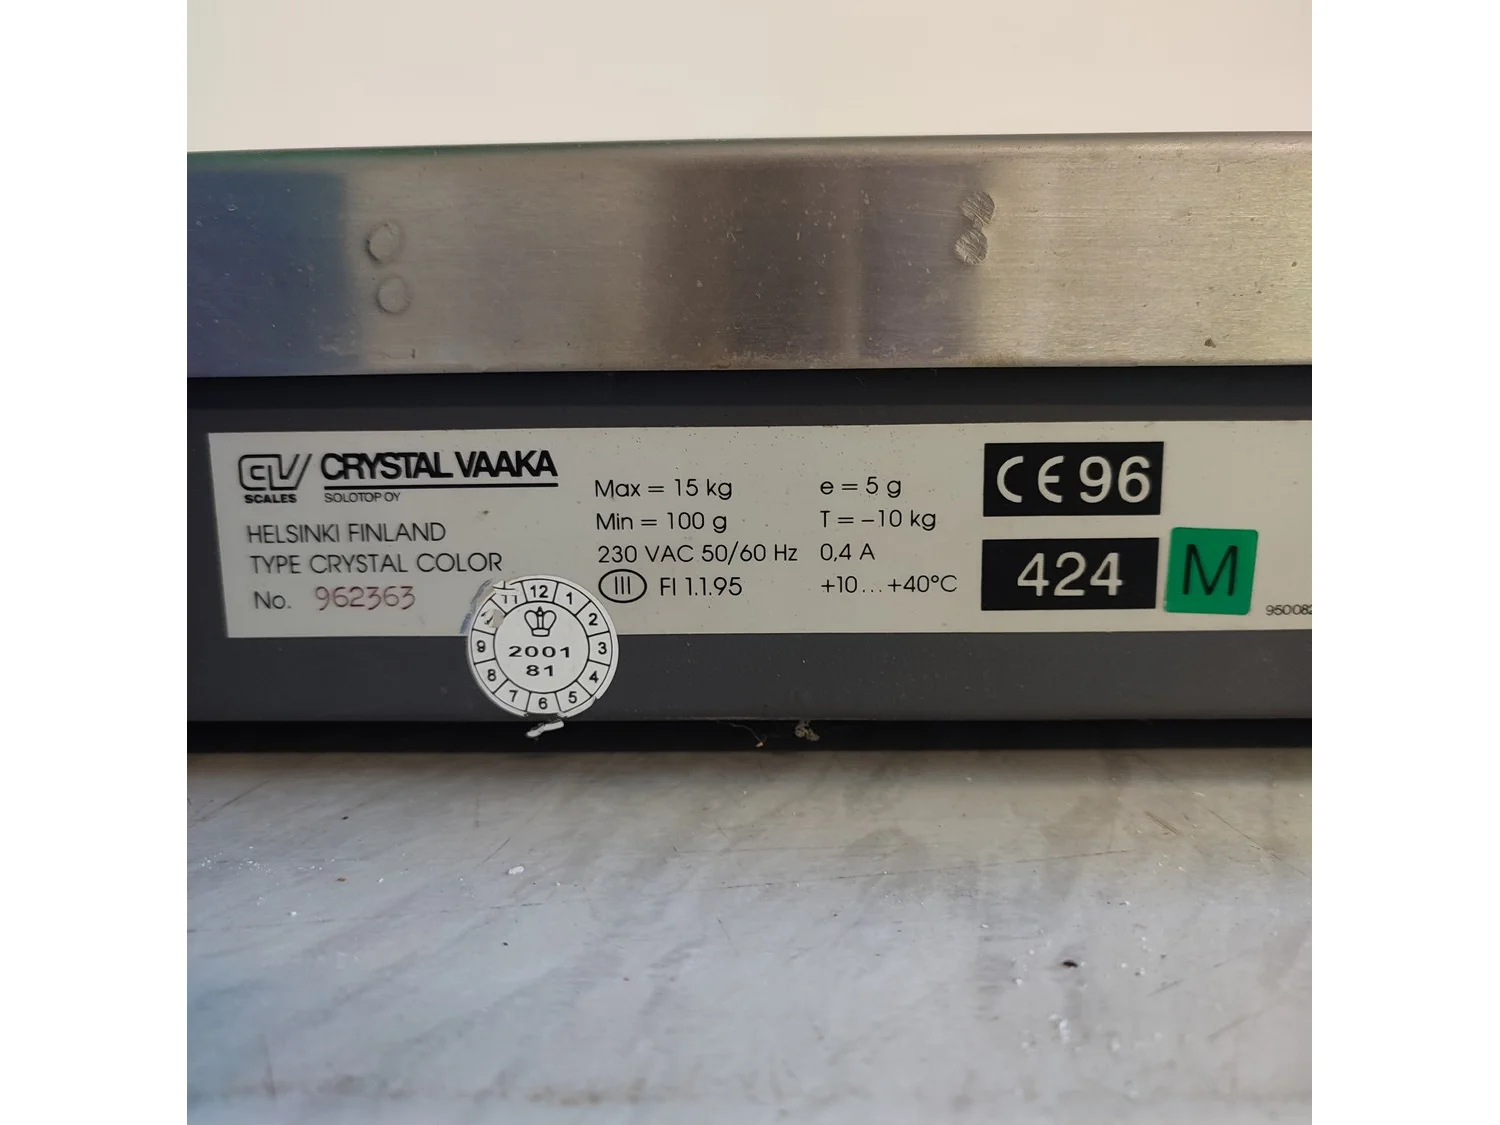 CV CRYSTAL VAAKA
SCALES SOLOTOP OY
HELSINKI FINLAND
TYPE CRYSTAL COLOR
No. 962363
Max = 15 kg
Min = 100 g
230 VAC 50/60 Hz
III FI 1.1.95
e = 5 g
T = -10 kg
0,4 A
+10...+40°C
CE 96
424
M
950082
11 12 1 2 3 4 5 6 7 8 9
2001
81